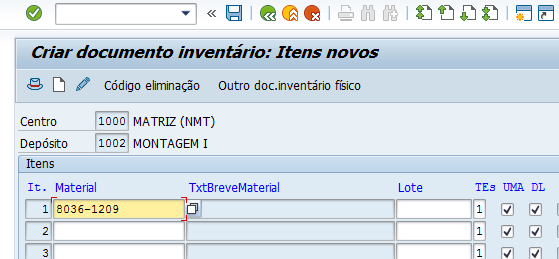 Criar documento inventário: Itens novos
Código eliminação Outro doc.inventário físico
Centro 1000 MATRIZ (NMT)
Depósito 1002 MONTAGEM I
Itens
It. Material TxtBreveMaterial Lote TEs UMA DL
1 8036-1209 1
2 1
3 1